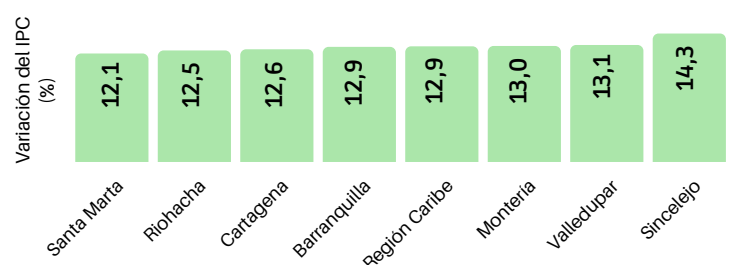 Variación del IPC
(%)
12,1
12,5
12,6
12,9
12,9
13,0
13,1
14,3
Santa Marta
Riohacha
Cartagena
Barranquilla
Región Caribe
Montería
Valledupar
Sincelejo